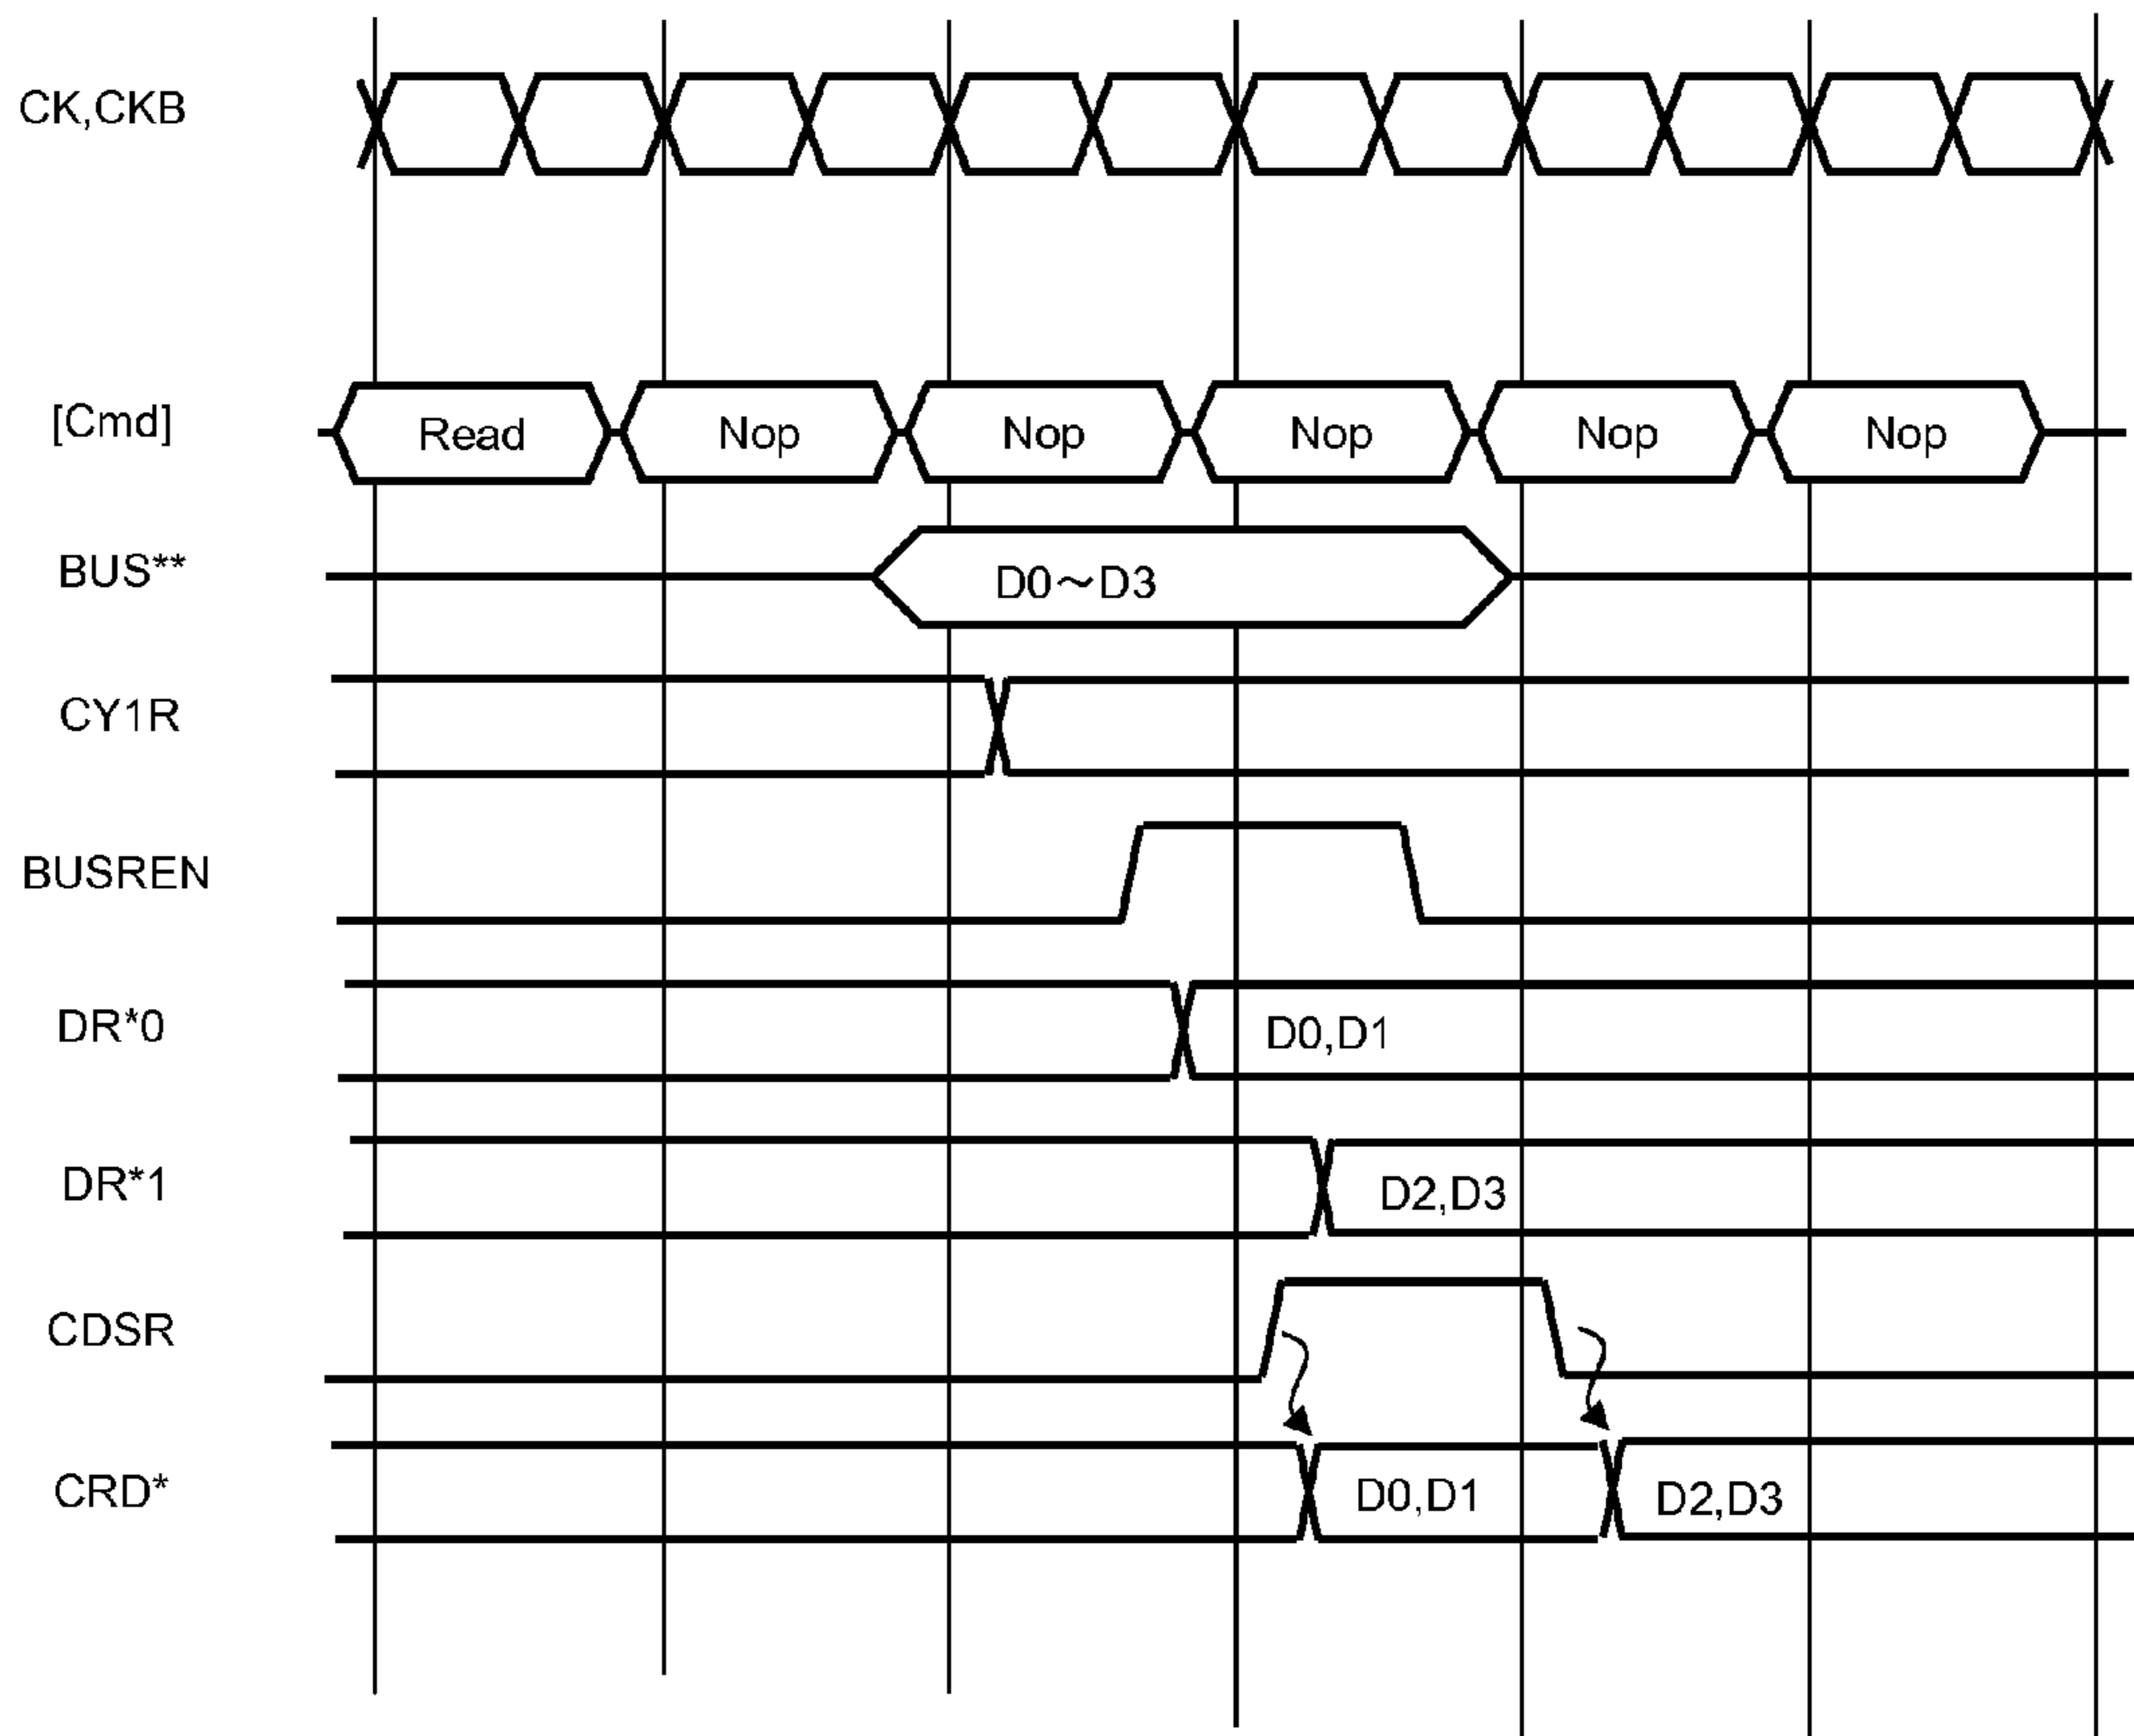 CK,CKB
[Cmd] Read Nop Nop Nop Nop Nop
BUS** D0～D3
CY1R
BUSREN
DR*0 D0,D1
DR*1 D2,D3
CDSR
CRD* D0,D1 D2,D3